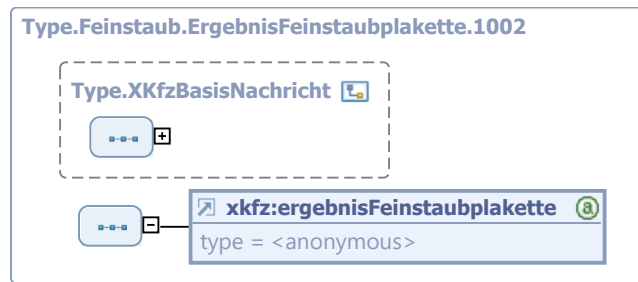 Type.Feinstaub.ErgebnisFeinstaubplakette.1002
Type.XKfzBasisNachricht
xkfz:ergebnisFeinstaubplakette
type = <anonymous>